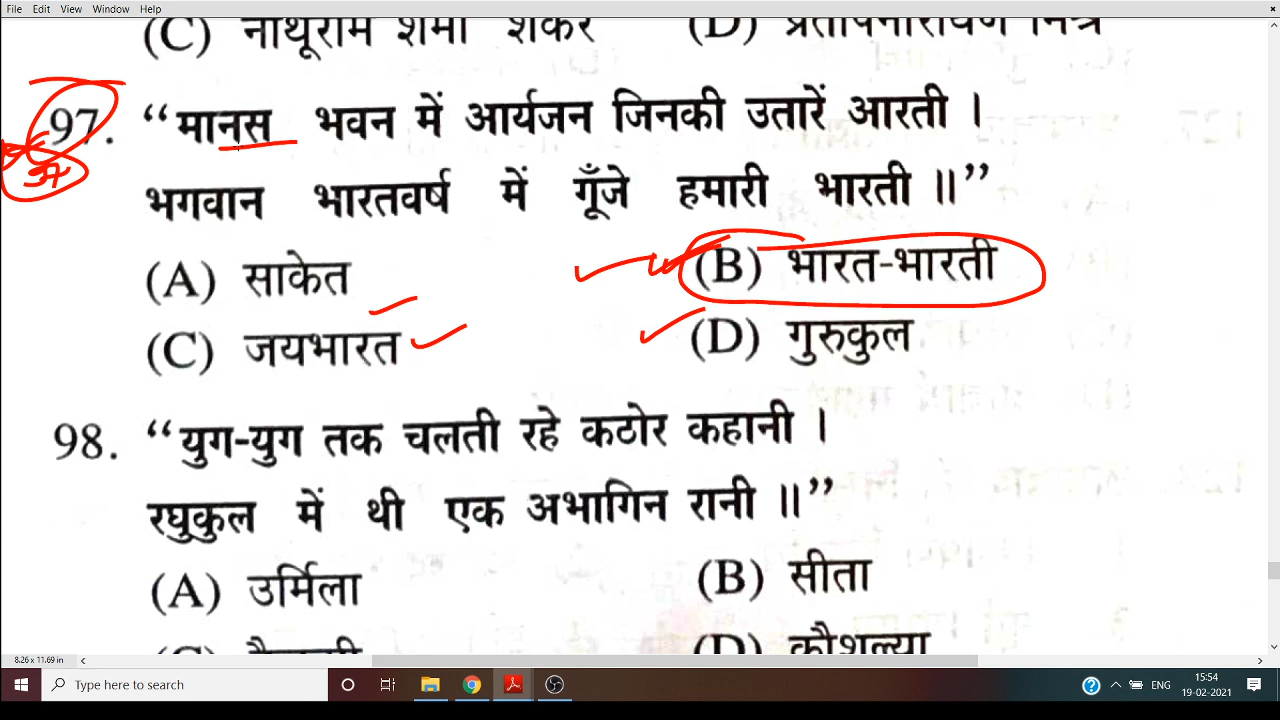 File Edit View Window Help
(C) नाथूराम शर्मा शंकर (D) प्रतापनारायण मिश्र
97. “मानस भवन में आर्यजन जिनकी उतारें आरती ।
भगवान भारतवर्ष में गूँजे हमारी भारती ॥”
(A) साकेत (B) भारत-भारती
(C) जयभारत (D) गुरुकुल
98. “युग-युग तक चलती रहे कठोर कहानी ।
रघुकुल में थी एक अभागिन रानी ॥”
(A) उर्मिला (B) सीता
(D) कौशल्या
8.26 x 11.69 in
Type here to search
ENG
15:54
19-02-2021